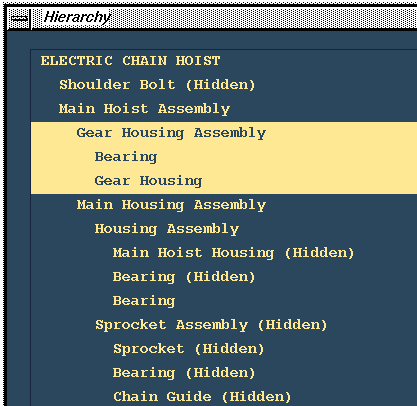 Hierarchy
ELECTRIC CHAIN HOIST
Shoulder Bolt (Hidden)
Main Hoist Assembly
Gear Housing Assembly
Bearing
Gear Housing
Main Housing Assembly
Housing Assembly
Main Hoist Housing (Hidden)
Bearing (Hidden)
Bearing
Sprocket Assembly (Hidden)
Sprocket (Hidden)
Bearing (Hidden)
Chain Guide (Hidden)